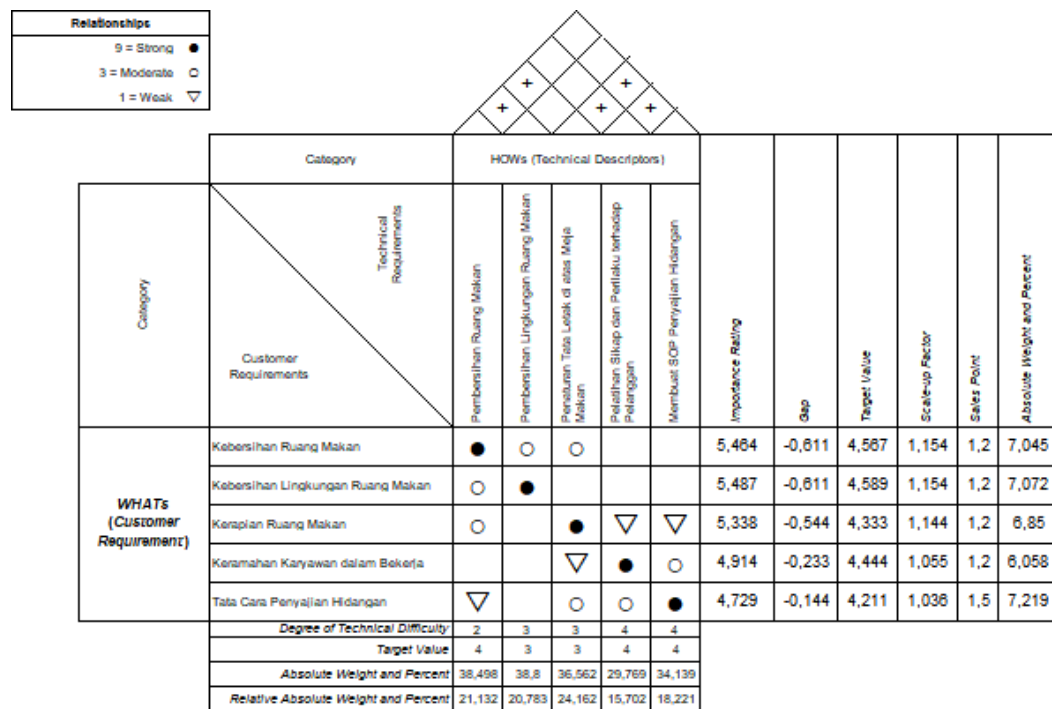 Relationships
9 = Strong ●
3 = Moderate ○
1 = Weak ▽
+ +
+ + +
Category
HOWs (Technical Descriptors)
Category
Technical
Requirements
Customer
Requirements
Pembersihan Ruang Makan
Pembersihan Lingkungan Ruang Makan
Penaturan Tata Letak di atas Meja
Makan
Pelatihan Sikap dan Perilaku terhadap
Pelanggan
Membuat SOP Penyajian Hidangan
Importance Rating
Gap
Target Value
Scale-up Factor
Sales Point
Absolute Weight and Percent
WHATs
(Customer
Requirement)
Kebersihan Ruang Makan ● ○ ○ 5,464 -0,611 4,567 1,154 1,2 7,045
Kebersihan Lingkungan Ruang Makan ○ ● 5,487 -0,611 4,589 1,154 1,2 7,072
Kerapian Ruang Makan ○ ● ▽ ▽ 5,338 -0,544 4,333 1,144 1,2 6,85
Keramahan Karyawan dalam Bekerja ▽ ● ○ 4,914 -0,233 4,444 1,055 1,2 6,058
Tata Cara Penyajian Hidangan ▽ ○ ○ ● 4,729 -0,144 4,211 1,036 1,5 7,219
Degree of Technical Difficulty 2 3 3 4 4
Target Value 4 3 3 4 4
Absolute Weight and Percent 38,498 38,8 36,562 29,769 34,139
Relative Absolute Weight and Percent 21,132 20,783 24,162 15,702 18,221